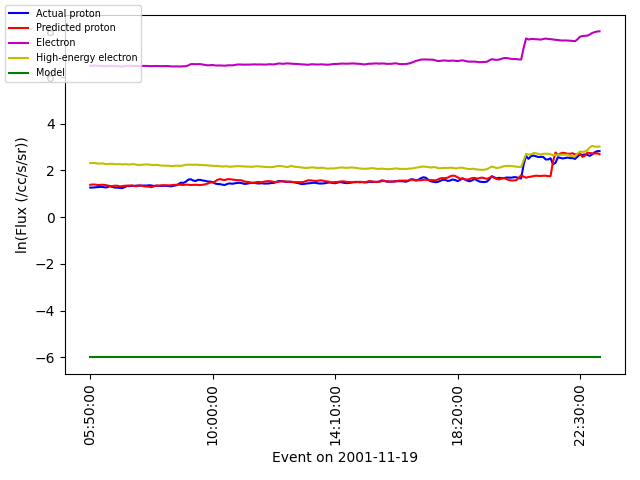 Actual proton
Predicted proton
Electron
High-energy electron
Model
ln(Flux (/cc/s/sr))
8
6
4
2
0
−2
−4
−6
05:50:00
10:00:00
14:10:00
18:20:00
22:30:00
Event on 2001-11-19